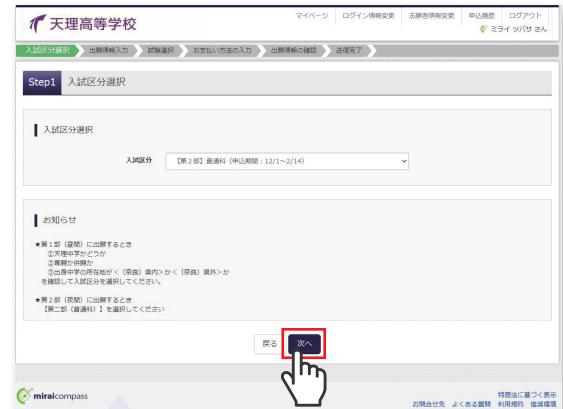 天理高等学校
マイページ ログイン情報変更 志願者情報変更 申込履歴 ログアウト
ミライ ツバサ さん
入試区分選択 出願情報入力 試験選択 お支払い方法の入力 出願情報の確認 送信完了
Step1 入試区分選択
入試区分選択
入試区分 【第2部】普通科（申込期間：12/1～2/14）
お知らせ
★第１部（昼間）に出願するとき
①天理中学かどうか
②専願か併願か
③出身中学の所在地が＜（奈良）県内＞か＜（奈良）県外＞か
を確認して入試区分を選択してください。
★第２部（夜間）に出願するとき
【第二部（普通科）】を選択してください
戻る 次へ
miraicompass
特商法に基づく表示
お問合せ先 よくある質問 利用規約 推奨環境